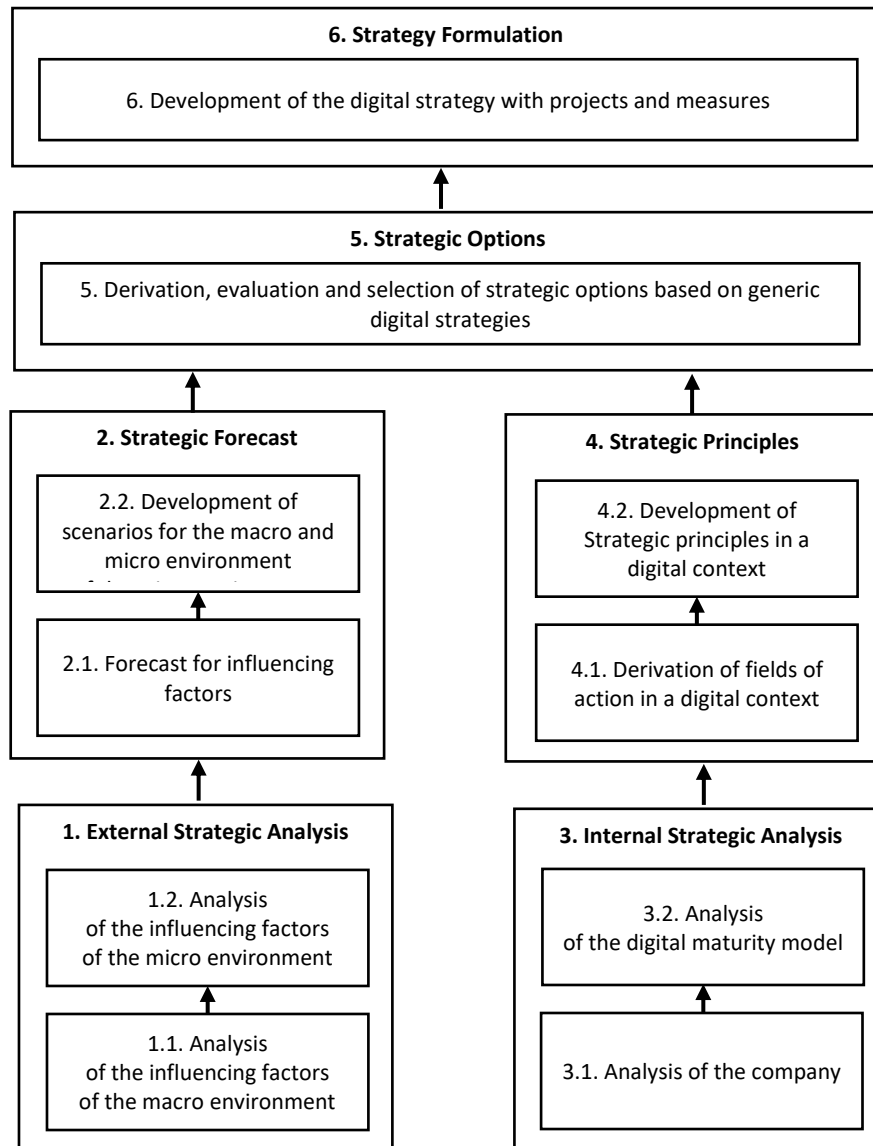 6. Strategy Formulation
6. Development of the digital strategy with projects and measures
5. Strategic Options
5. Derivation, evaluation and selection of strategic options based on generic
digital strategies
2. Strategic Forecast
2.2. Development of
scenarios for the macro and
micro environment
2.1. Forecast for influencing
factors
4. Strategic Principles
4.2. Development of
Strategic principles in a
digital context
4.1. Derivation of fields of
action in a digital context
1. External Strategic Analysis
1.2. Analysis
of the influencing factors
of the micro environment
1.1. Analysis
of the influencing factors
of the macro environment
3. Internal Strategic Analysis
3.2. Analysis
of the digital maturity model
3.1. Analysis of the company